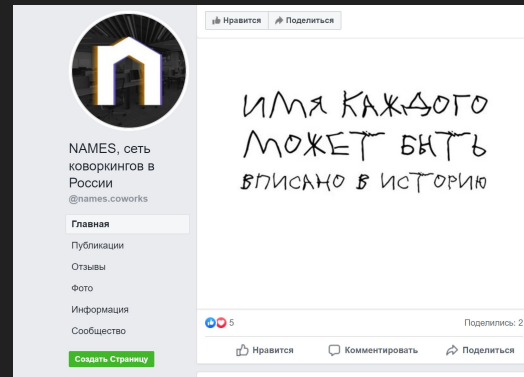 Нравится Поделиться
ИМЯ КАЖДОГО
МОЖЕТ БЫТЬ
ВПИСАНО В ИСТОРИЮ
NAMES, сеть
коворкингов в
России
@names.coworks
Главная
Публикации
Отзывы
Фото
Информация
Сообщество
Создать Страницу
5 Поделились: 2
Нравится Комментировать Поделиться